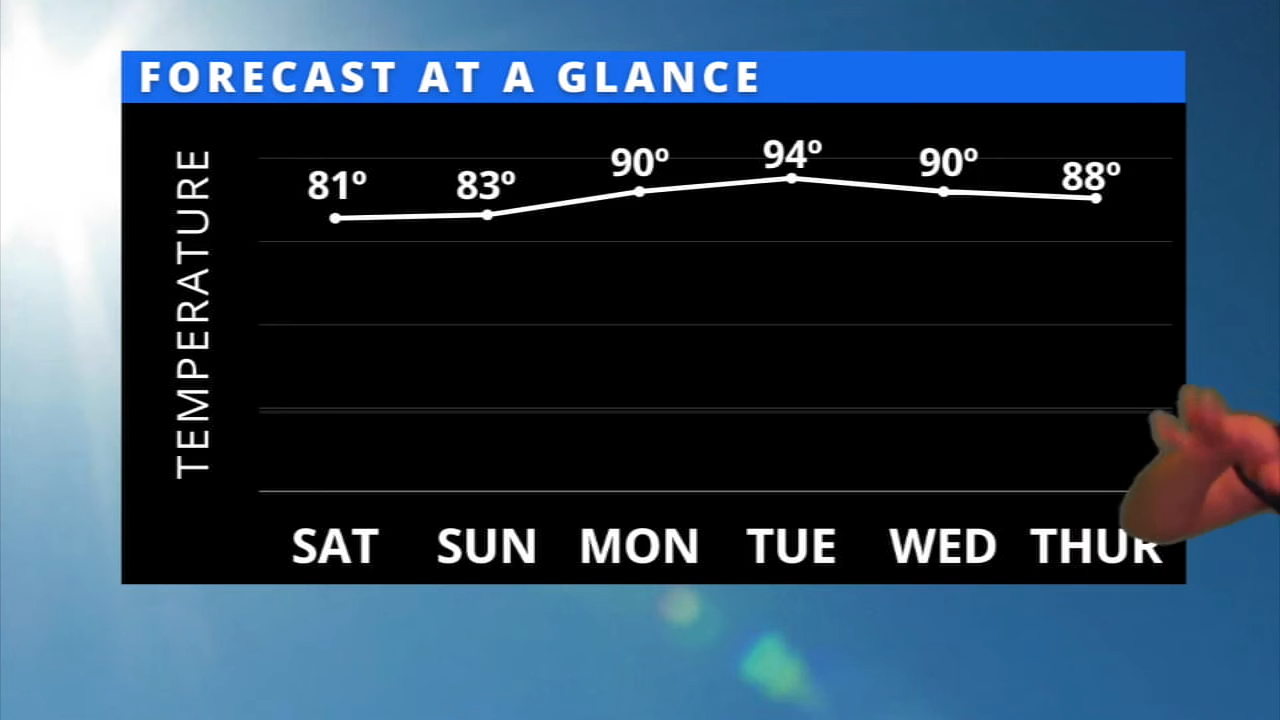 FORECAST AT A GLANCE
TEMPERATURE
81º 83º 90º 94º 90º 88º
SAT SUN MON TUE WED THUR